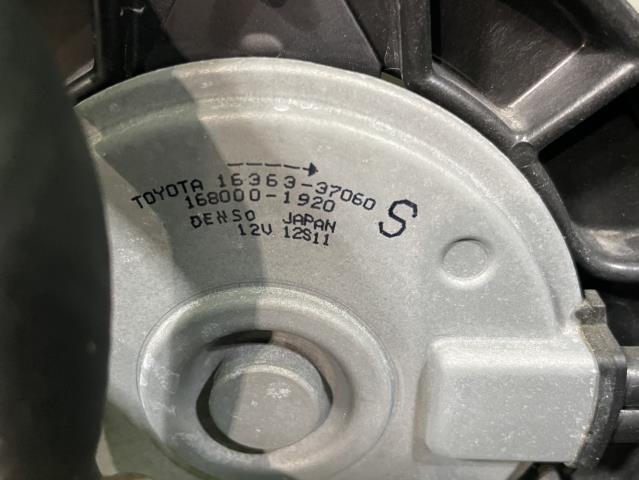 TOYOTA 16363-37060
168000-1920 S
DENSO JAPAN
12V 12S11